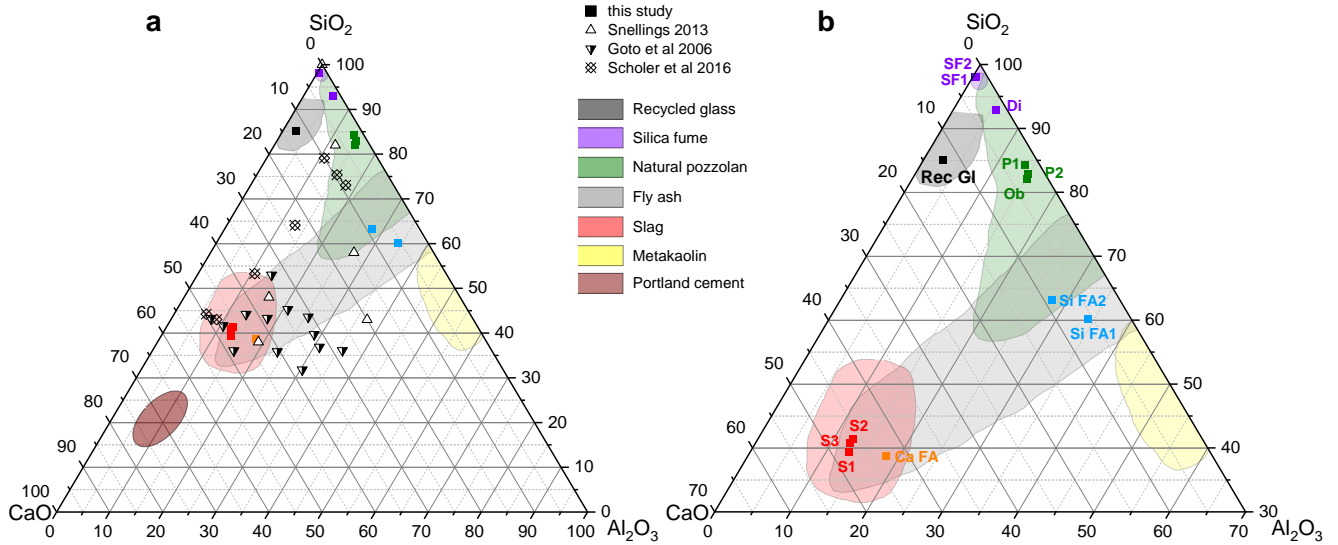 a
SiO₂
this study
Snellings 2013
Goto et al 2006
Scholer et al 2016
Recycled glass
Silica fume
Natural pozzolan
Fly ash
Slag
Metakaolin
Portland cement
0
10
20
30
40
50
60
70
80
90
100
100
90
80
70
60
50
40
30
20
10
0
CaO
0
10
20
30
40
50
60
70
80
90
100
Al₂O₃
b
SiO₂
0
10
20
30
40
50
60
70
100
90
80
70
60
50
40
30
SF2
SF1
Di
Rec Gl
P1
P2
Ob
Si FA2
Si FA1
S2
S3
S1
Ca FA
CaO
0
10
20
30
40
50
60
70
Al₂O₃